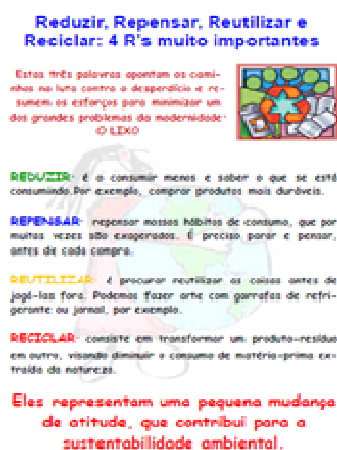 Reduzir, Repensar, Reutilizar e
Reciclar: 4 R's muito importantes
Estas três palavras apontam os cami-
nhos na luta contra o desperdício e re-
sumem os esforços para minimizar um
dos grandes problemas da modernidade:
O LIXO
REDUZIR: é a consumir menos e saber o que se está
consumindo.Por exemplo, comprar produtos mais duráveis.
REPENSAR: repensar nossos hábitos de consumo, que por
muitas vezes são exagerados. É preciso parar e pensar,
antes de cada compra.
REUTILIZAR: é procurar reutilizar as coisas antes de
jogá-las fora. Podemos fazer arte com garrafas de refri-
gerante ou jornal, por exemplo.
RECICLAR: consiste em transformar um produto-resíduo
em outro, visando diminuir o consumo de matéria-prima ex-
traída da natureza.
Eles representam uma pequena mudança
de atitude, que contribui para a
sustentabilidade ambiental.